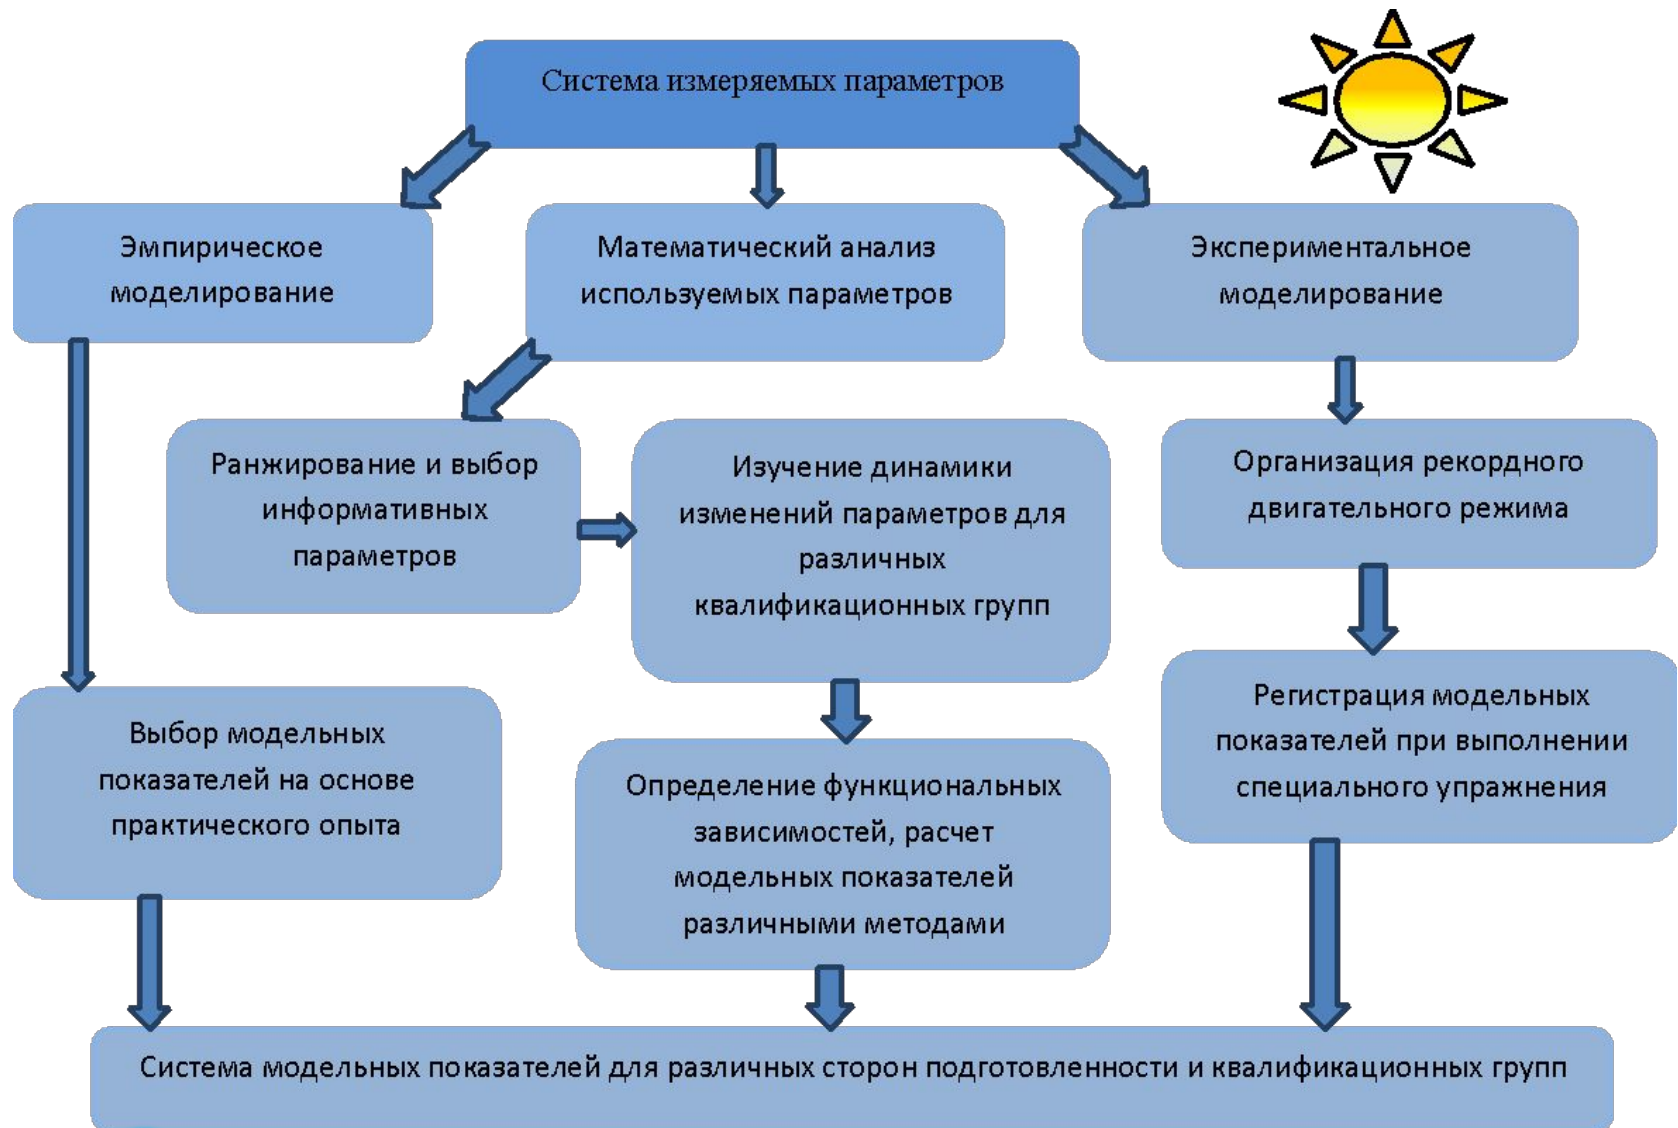 Система измеряемых параметров
Эмпирическое
моделирование
Математический анализ
используемых параметров
Экспериментальное
моделирование
Ранжирование и выбор
информативных
параметров
Изучение динамики
изменений параметров для
различных
квалификационных групп
Организация рекордного
двигательного режима
Выбор модельных
показателей на основе
практического опыта
Определение функциональных
зависимостей, расчет
модельных показателей
различными методами
Регистрация модельных
показателей при выполнении
специального упражнения
Система модельных показателей для различных сторон подготовленности и квалификационных групп